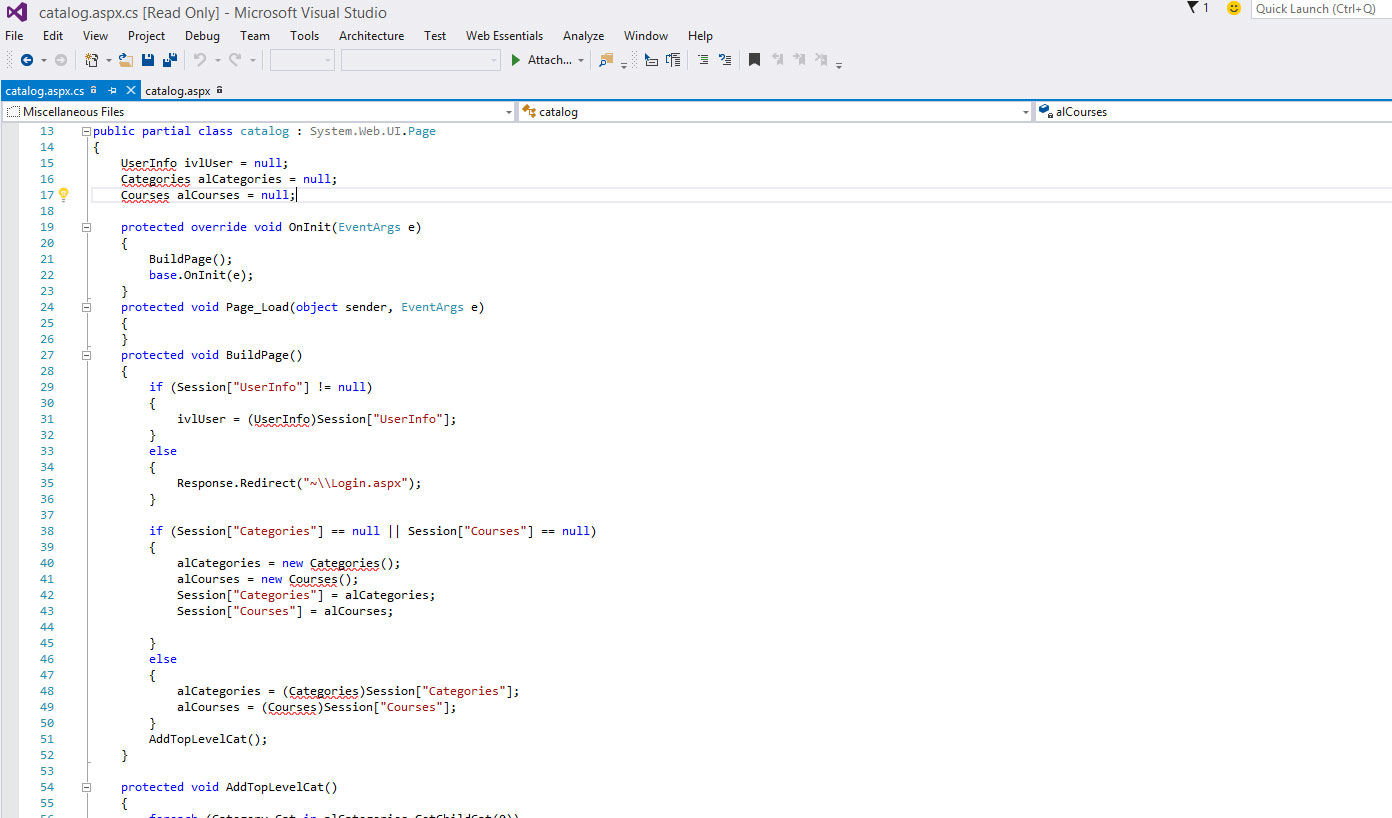 catalog.aspx.cs [Read Only] - Microsoft Visual Studio
1
Quick Launch (Ctrl+Q)
File Edit View Project Debug Team Tools Architecture Test Web Essentials Analyze Window Help
Attach...
catalog.aspx.cs catalog.aspx
Miscellaneous Files catalog alCourses
13 public partial class catalog : System.Web.UI.Page
14 {
15 UserInfo ivlUser = null;
16 Categories alCategories = null;
17 Courses alCourses = null;
18
19 protected override void OnInit(EventArgs e)
20 {
21 BuildPage();
22 base.OnInit(e);
23 }
24 protected void Page_Load(object sender, EventArgs e)
25 {
26 }
27 protected void BuildPage()
28 {
29 if (Session["UserInfo"] != null)
30 {
31 ivlUser = (UserInfo)Session["UserInfo"];
32 }
33 else
34 {
35 Response.Redirect("~\\Login.aspx");
36 }
37
38 if (Session["Categories"] == null || Session["Courses"] == null)
39 {
40 alCategories = new Categories();
41 alCourses = new Courses();
42 Session["Categories"] = alCategories;
43 Session["Courses"] = alCourses;
44
45 }
46 else
47 {
48 alCategories = (Categories)Session["Categories"];
49 alCourses = (Courses)Session["Courses"];
50 }
51 AddTopLevelCat();
52 }
53
54 protected void AddTopLevelCat()
55 {
56 foreach (Category Cat in alCategories.GetChildCat(0))